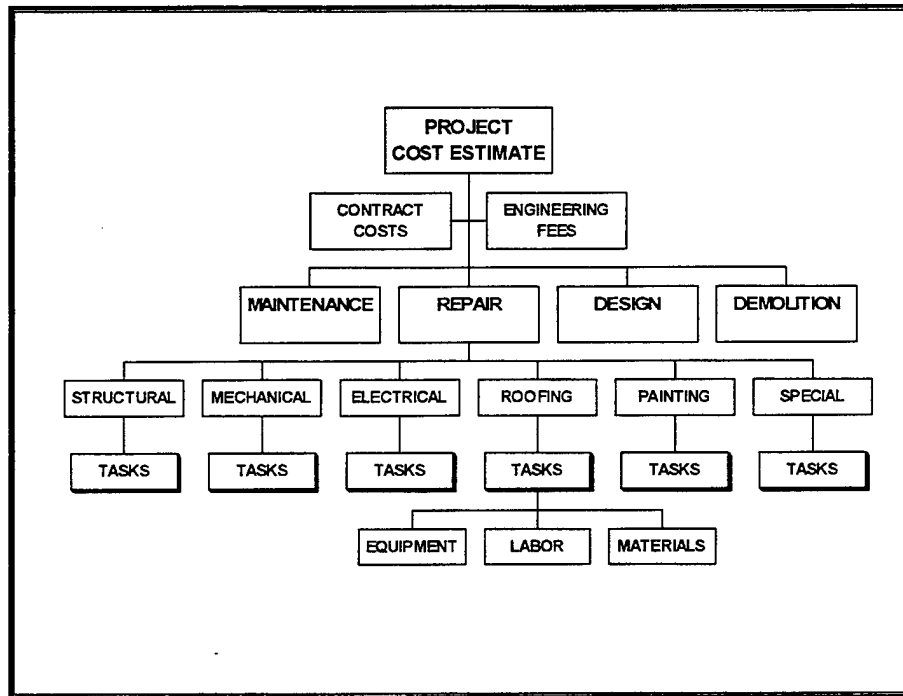 PROJECT
COST ESTIMATE
CONTRACT
COSTS
ENGINEERING
FEES
MAINTENANCE
REPAIR
DESIGN
DEMOLITION
STRUCTURAL
MECHANICAL
ELECTRICAL
ROOFING
PAINTING
SPECIAL
TASKS
TASKS
TASKS
TASKS
TASKS
TASKS
EQUIPMENT
LABOR
MATERIALS